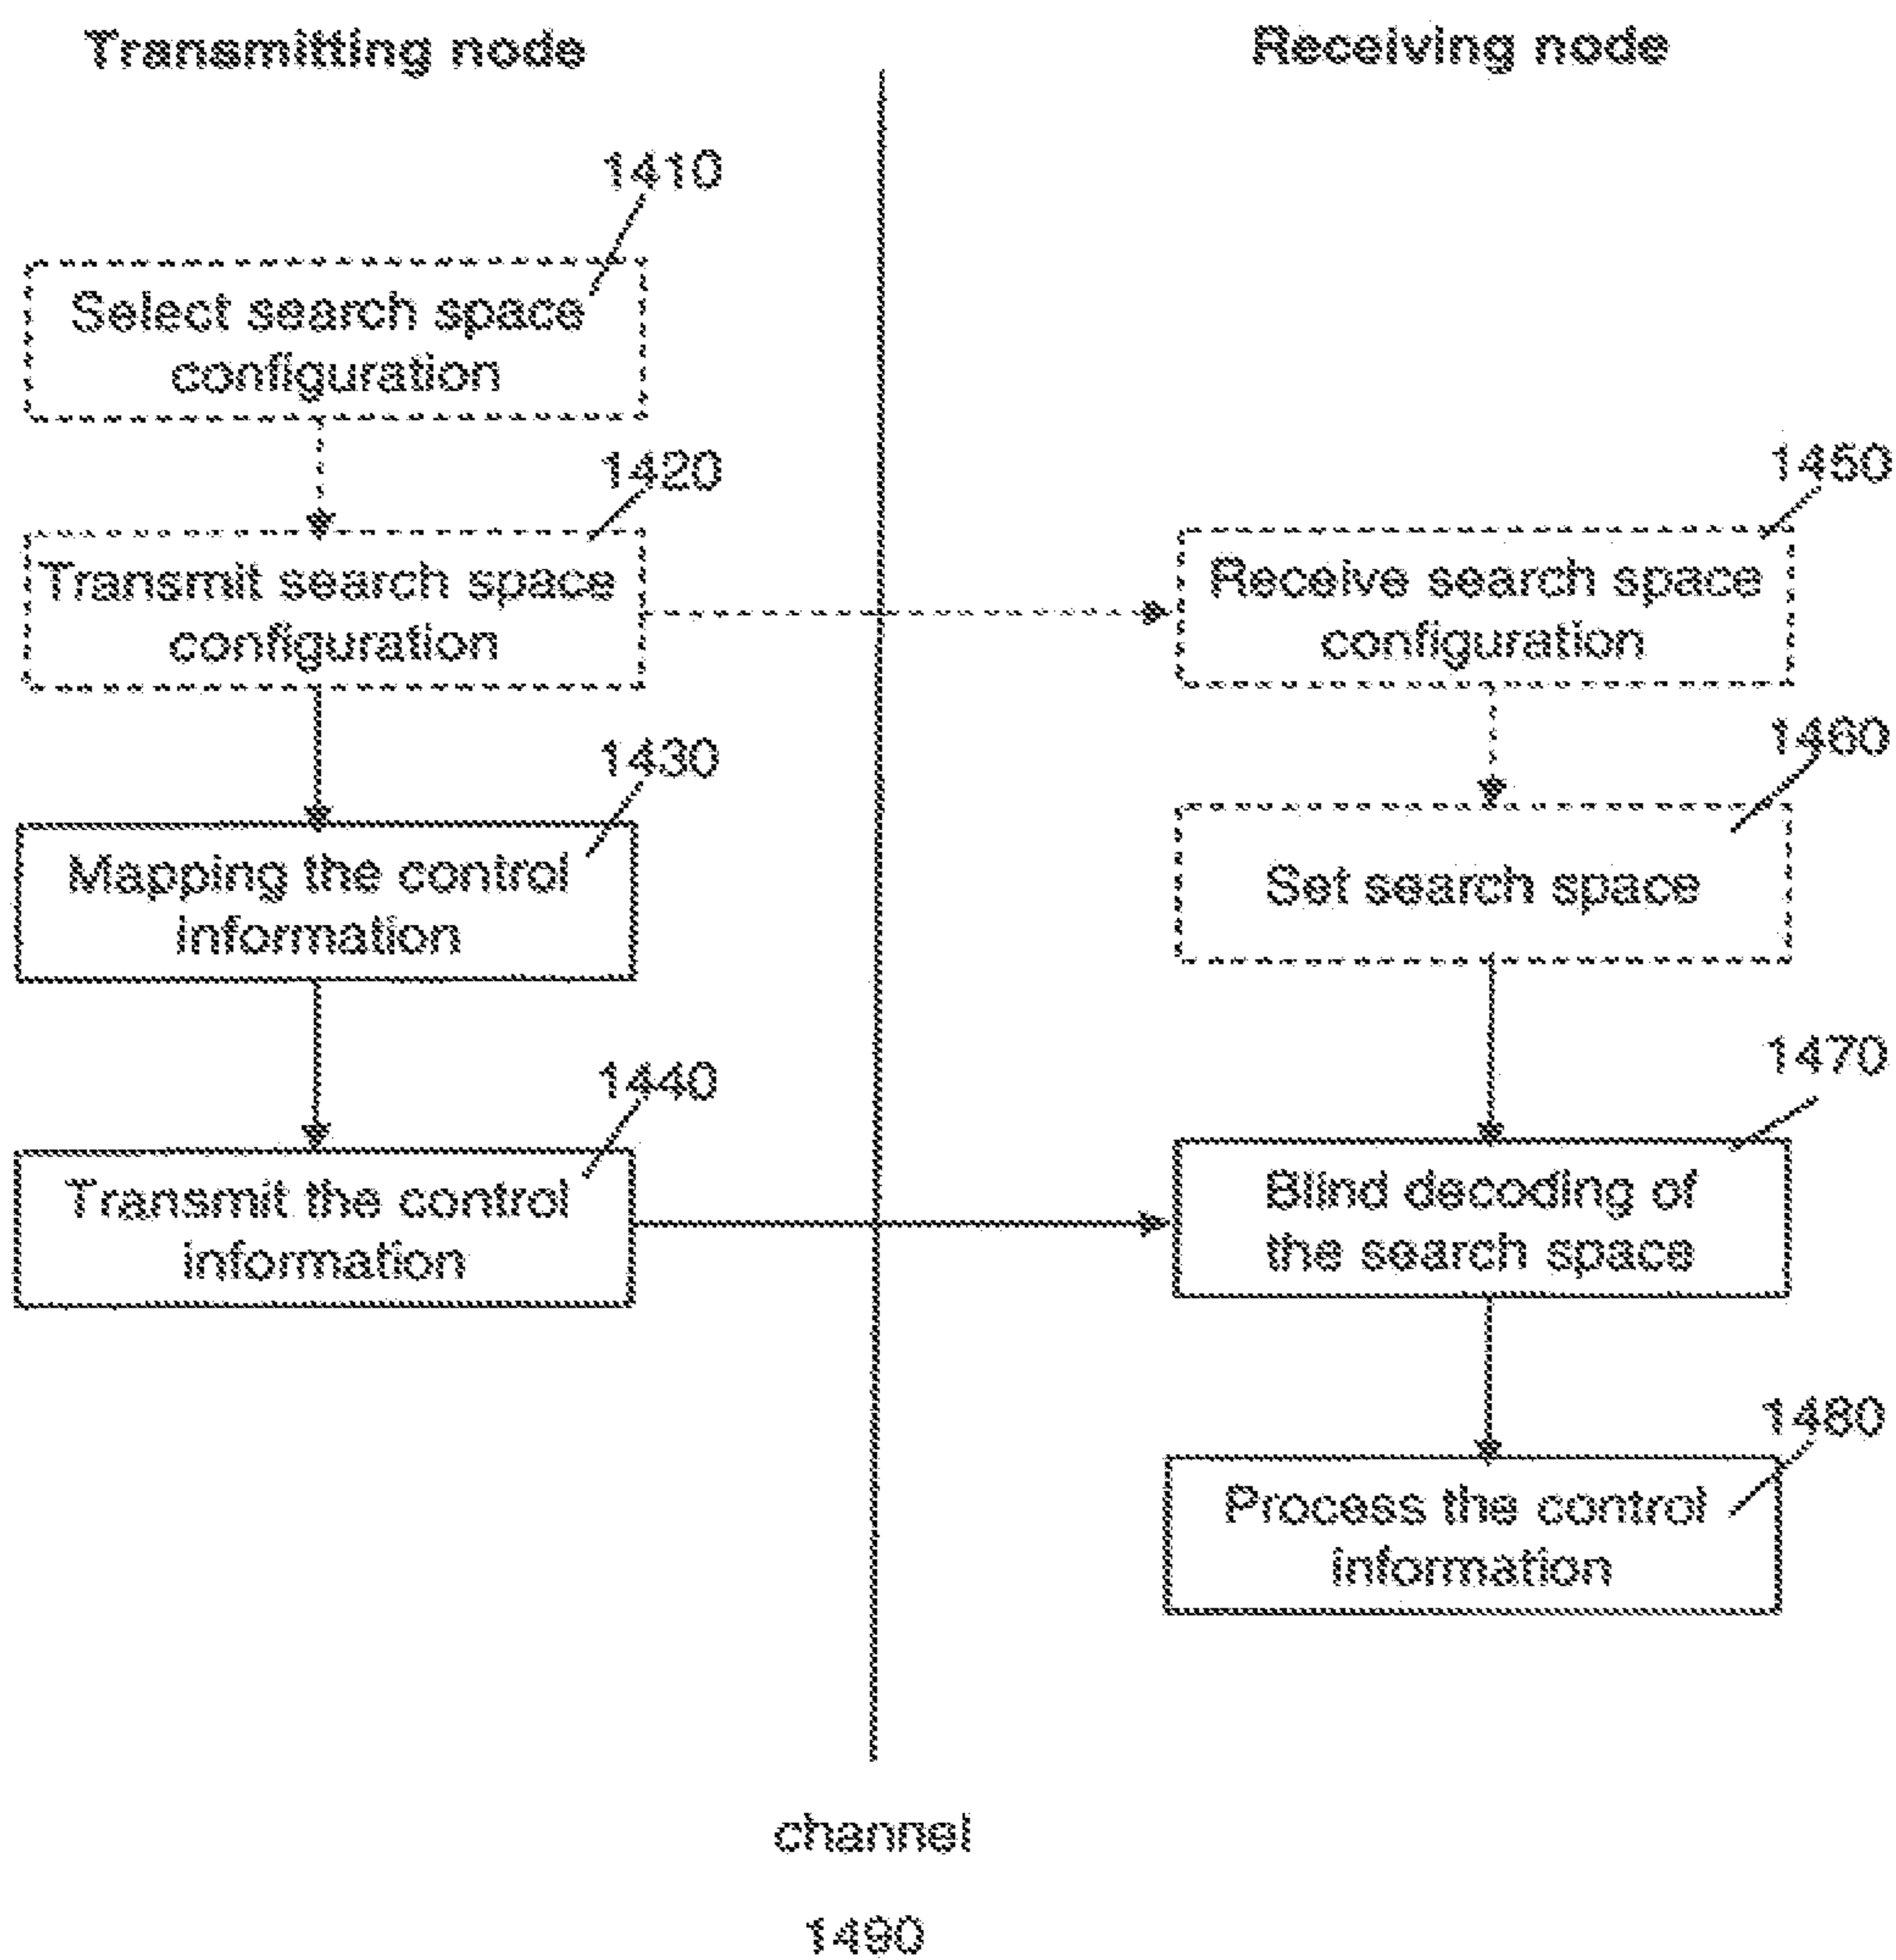 Transmitting node
Receiving node
1410
Select search space
configuration
1420
Transmit search space
configuration
1450
Receive search space
configuration
1430
Mapping the control
information
1460
Set search space
1440
Transmit the control
information
1470
Blind decoding of
the search space
1480
Process the control
information
channel
1490